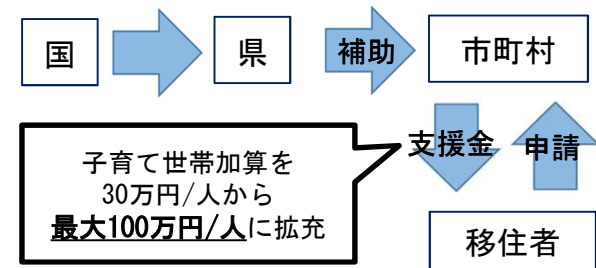 国
県
補助
市町村
支援金
申請
子育て世帯加算を
30万円/人から
最大100万円/人に拡充
移住者